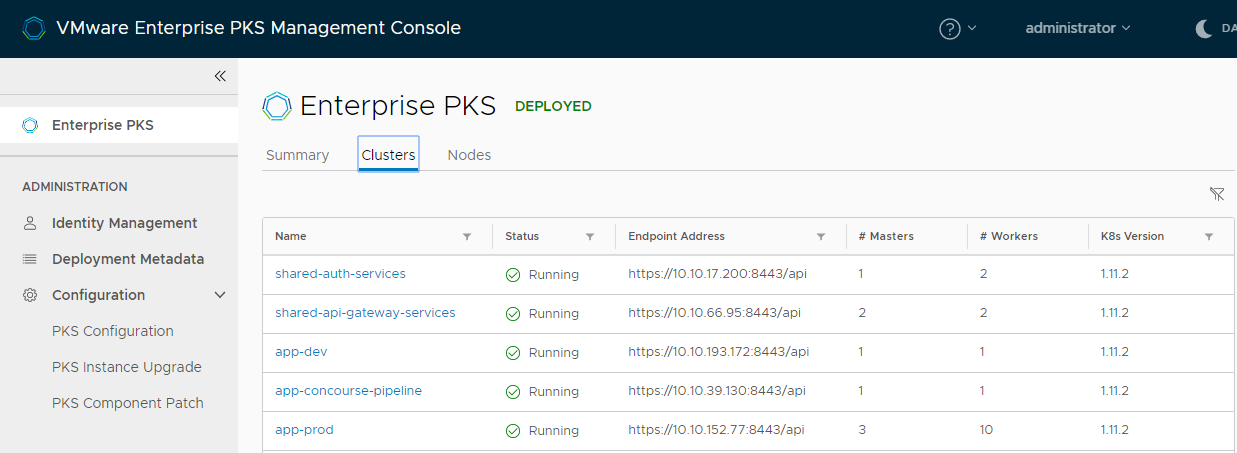 VMware Enterprise PKS Management Console
? administrator DA
«
Enterprise PKS
ADMINISTRATION
Identity Management
Deployment Metadata
Configuration
PKS Configuration
PKS Instance Upgrade
PKS Component Patch
Enterprise PKS DEPLOYED
Summary Clusters Nodes
Name Status Endpoint Address # Masters # Workers K8s Version
shared-auth-services Running https://10.10.17.200:8443/api 1 2 1.11.2
shared-api-gateway-services Running https://10.10.66.95:8443/api 2 2 1.11.2
app-dev Running https://10.10.193.172:8443/api 1 1 1.11.2
app-concourse-pipeline Running https://10.10.39.130:8443/api 1 1 1.11.2
app-prod Running https://10.10.152.77:8443/api 3 10 1.11.2